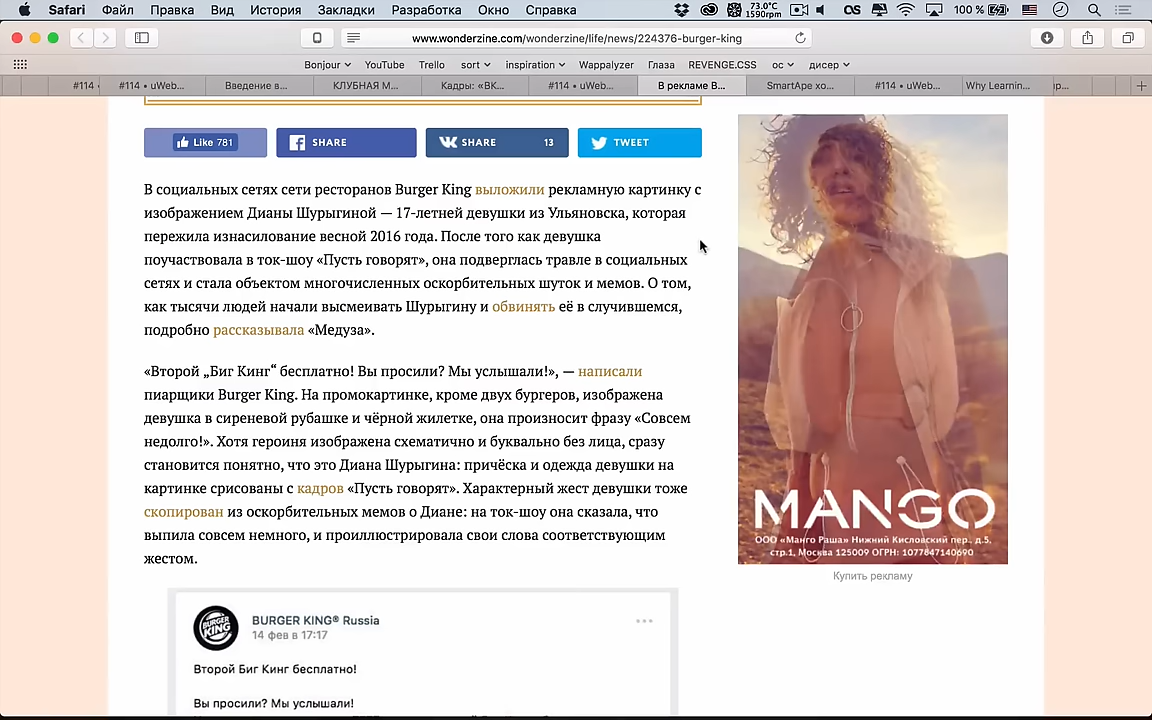 Safari Файл Правка Вид История Закладки Разработка Окно Справка 73.0°C 1590rpm 100 %
www.wonderzine.com/wonderzine/life/news/224376-burger-king
Bonjour YouTube Trello sort inspiration Wappalyzer Глаза REVENGE.CSS ос дисер
#114 #114 • uWeb... Введение в... КЛУБНАЯ М... Кадры: «ВК... #114 • uWeb... В рекламе B... SmartApe хо... #114 • uWeb... Why Learnin...
Like 781 SHARE SHARE 13 TWEET
В социальных сетях сети ресторанов Burger King выложили рекламную картинку с
изображением Дианы Шурыгиной — 17-летней девушки из Ульяновска, которая
пережила изнасилование весной 2016 года. После того как девушка
поучаствовала в ток-шоу «Пусть говорят», она подверглась травле в социальных
сетях и стала объектом многочисленных оскорбительных шуток и мемов. О том,
как тысячи людей начали высмеивать Шурыгину и обвинять её в случившемся,
подробно рассказывала «Медуза».
«Второй „Биг Кинг“ бесплатно! Вы просили? Мы услышали!», — написали
пиарщики Burger King. На промокартинке, кроме двух бургеров, изображена
девушка в сиреневой рубашке и чёрной жилетке, она произносит фразу «Совсем
недолго!». Хотя героиня изображена схематично и буквально без лица, сразу
становится понятно, что это Диана Шурыгина: причёска и одежда девушки на
картинке срисованы с кадров «Пусть говорят». Характерный жест девушки тоже
скопирован из оскорбительных мемов о Диане: на ток-шоу она сказала, что
выпила совсем немного, и проиллюстрировала свои слова соответствующим
жестом.
MANGO
ООО «Манго Раша» Нижний Кисловский пер., д.5,
стр.1, Москва 125009 ОГРН: 1077847140690
Купить рекламу
BURGER KING
BURGER KING® Russia
14 фев в 17:17
Второй Биг Кинг бесплатно!
Вы просили? Мы услышали!